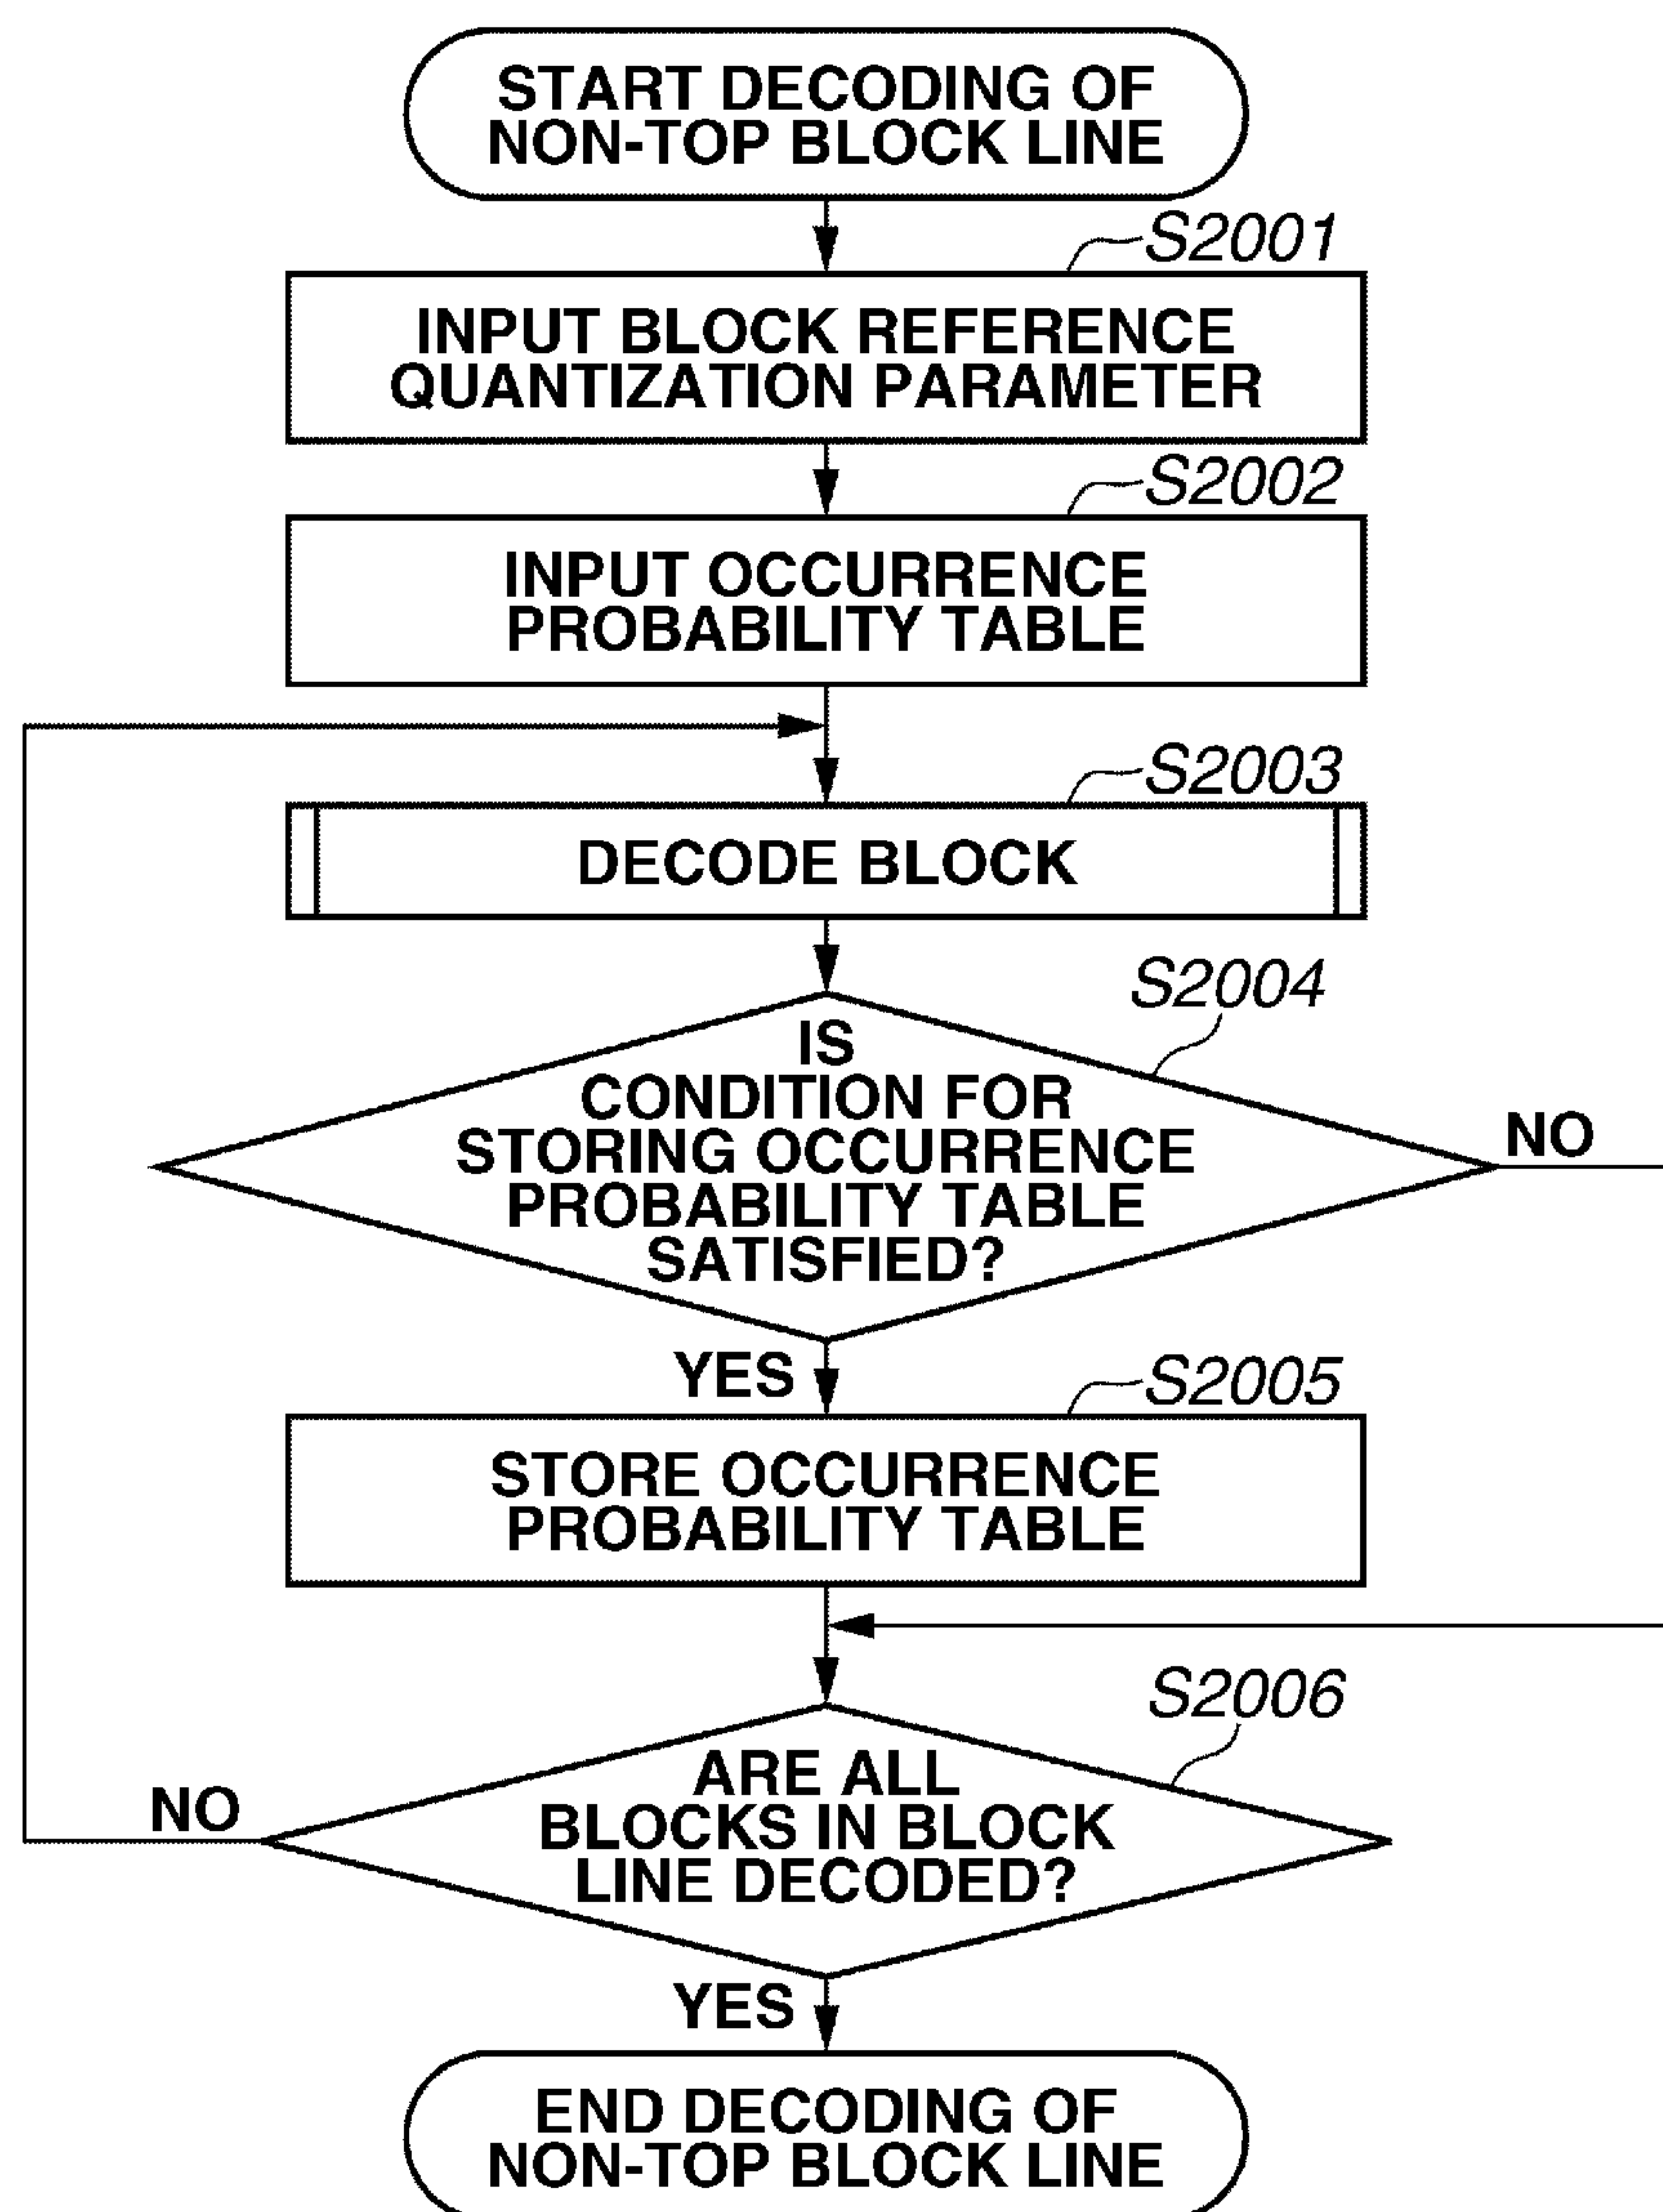 START DECODING OF
NON-TOP BLOCK LINE
S2001
INPUT BLOCK REFERENCE
QUANTIZATION PARAMETER
S2002
INPUT OCCURRENCE
PROBABILITY TABLE
S2003
DECODE BLOCK
S2004
IS
CONDITION FOR
STORING OCCURRENCE
PROBABILITY TABLE
SATISFIED?
NO
YES
S2005
STORE OCCURRENCE
PROBABILITY TABLE
S2006
ARE ALL
BLOCKS IN BLOCK
LINE DECODED?
NO
YES
END DECODING OF
NON-TOP BLOCK LINE